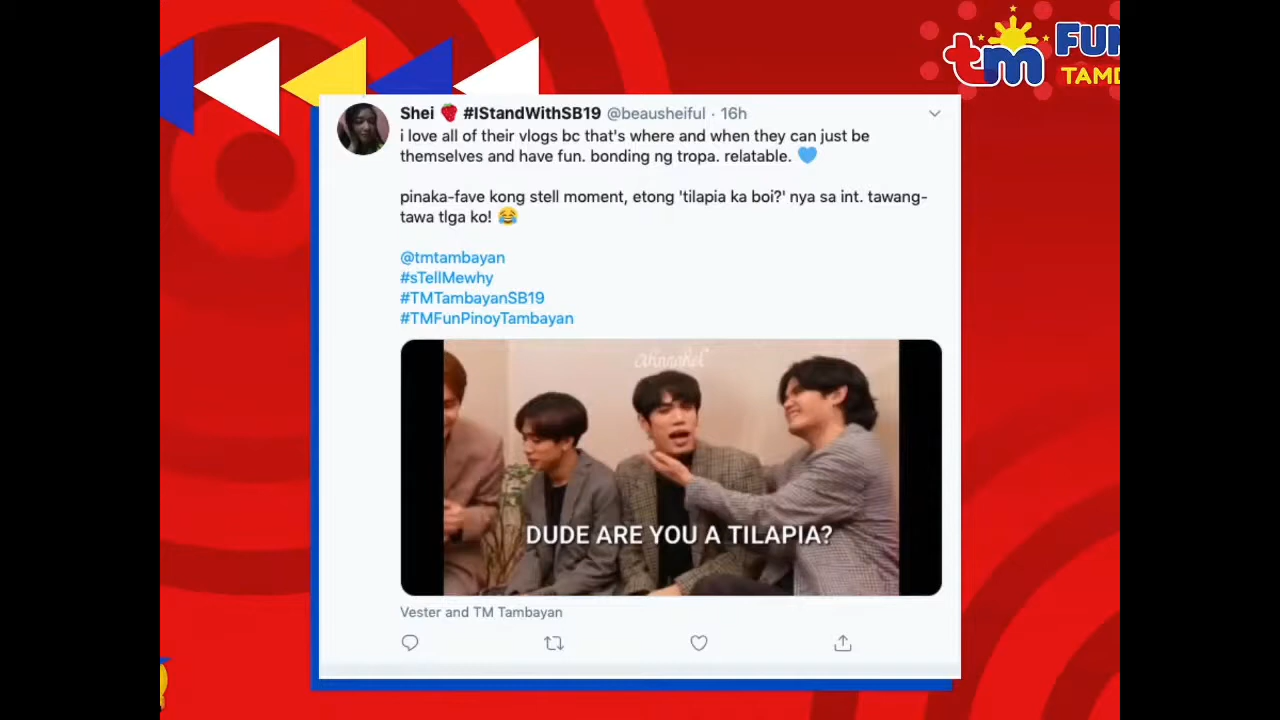 tm FUN
TAMB
Shei 🍓 #IStandWithSB19 @beausheiful · 16h
i love all of their vlogs bc that's where and when they can just be
themselves and have fun. bonding ng tropa. relatable. 💙
pinaka-fave kong stell moment, etong 'tilapia ka boi?' nya sa int. tawang-
tawa tlga ko! 😂
@tmtambayan
#sTellMewhy
#TMTambayanSB19
#TMFunPinoyTambayan
DUDE ARE YOU A TILAPIA?
Vester and TM Tambayan